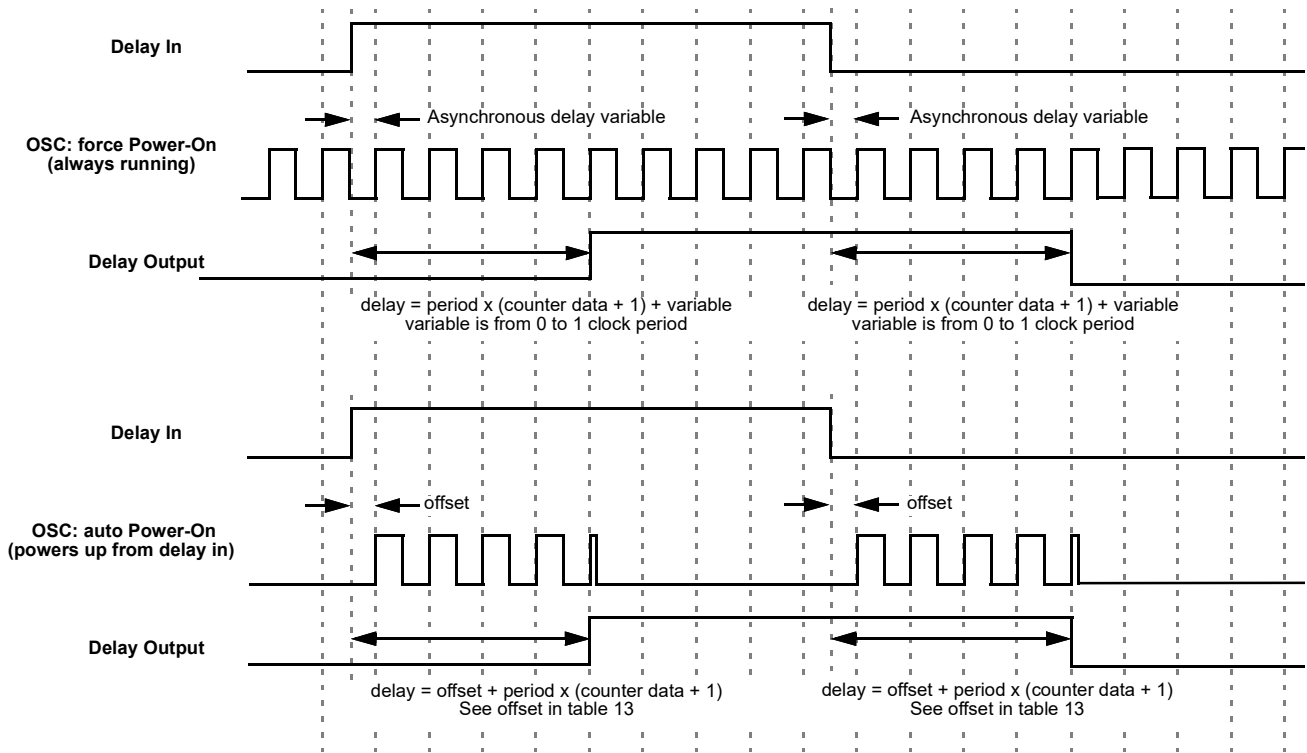 Delay In
Asynchronous delay variable
Asynchronous delay variable
OSC: force Power-On
(always running)
Delay Output
delay = period x (counter data + 1) + variable
variable is from 0 to 1 clock period
delay = period x (counter data + 1) + variable
variable is from 0 to 1 clock period
Delay In
offset
offset
OSC: auto Power-On
(powers up from delay in)
Delay Output
delay = offset + period x (counter data + 1)
See offset in table 13
delay = offset + period x (counter data + 1)
See offset in table 13